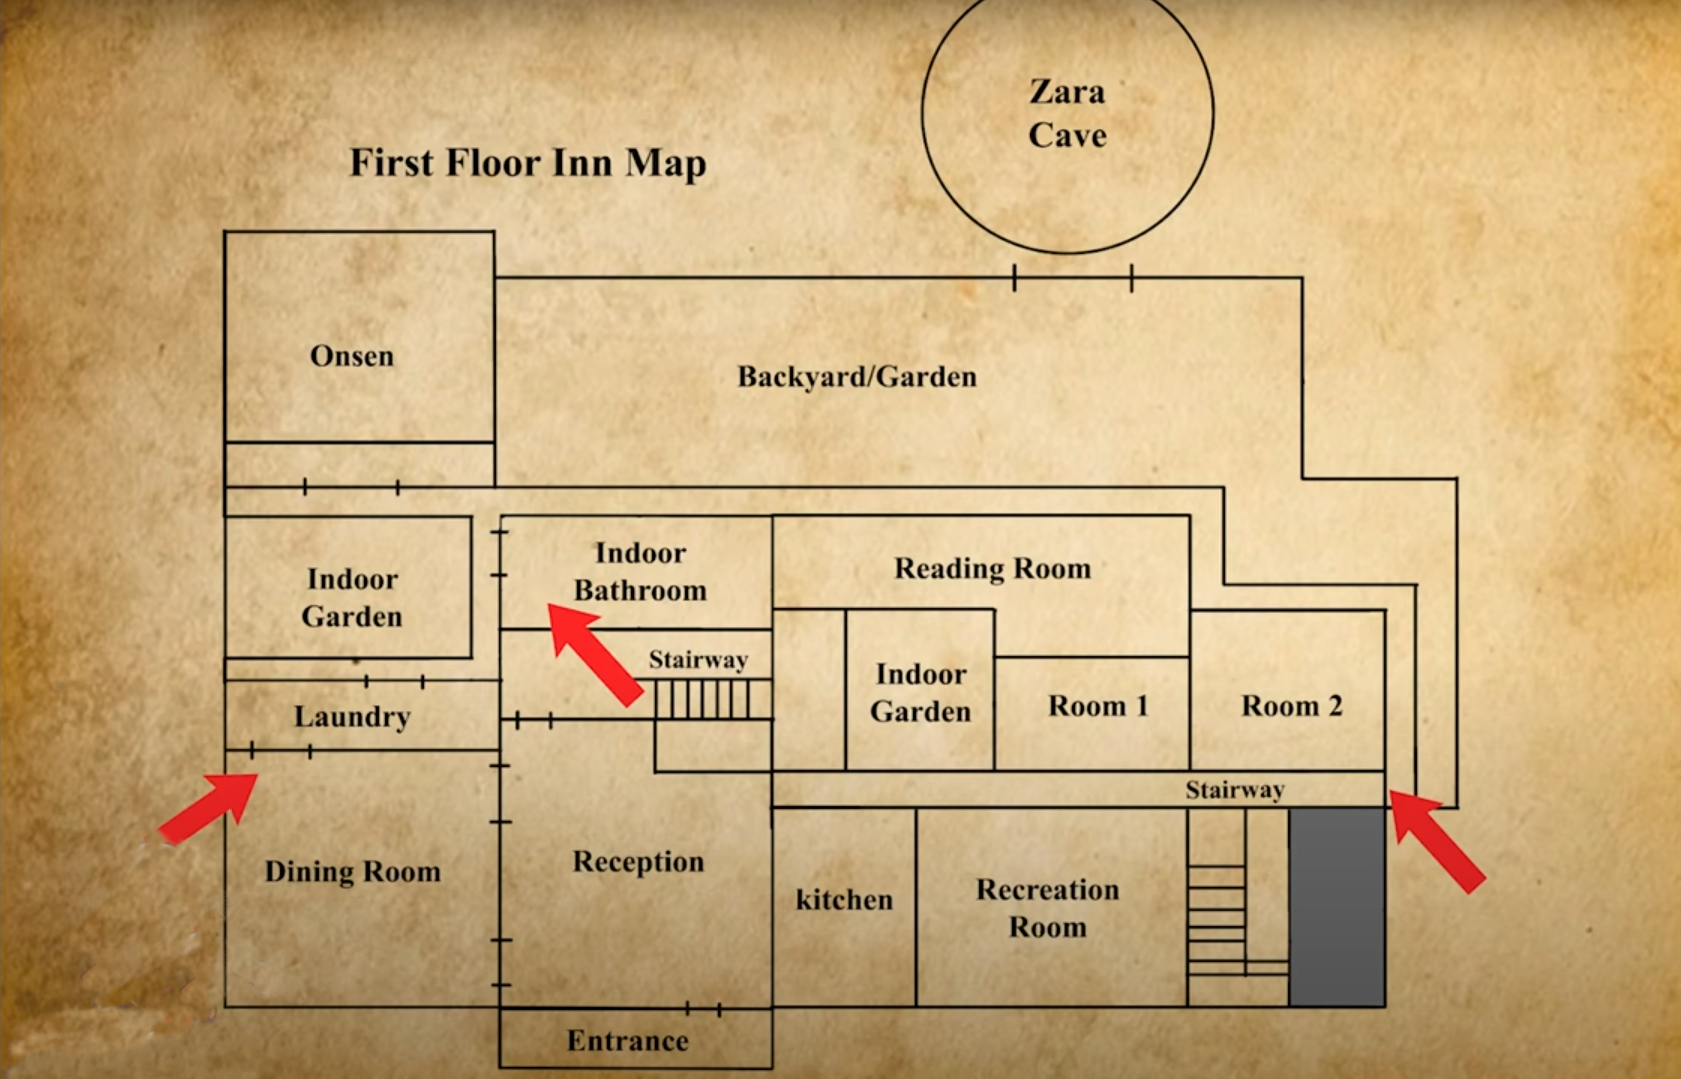 Zara
Cave
First Floor Inn Map
Onsen
Backyard/Garden
Indoor
Garden
Indoor
Bathroom
Reading Room
Stairway
Indoor
Garden
Room 1
Room 2
Laundry
Stairway
Dining Room
Reception
kitchen
Recreation
Room
Entrance